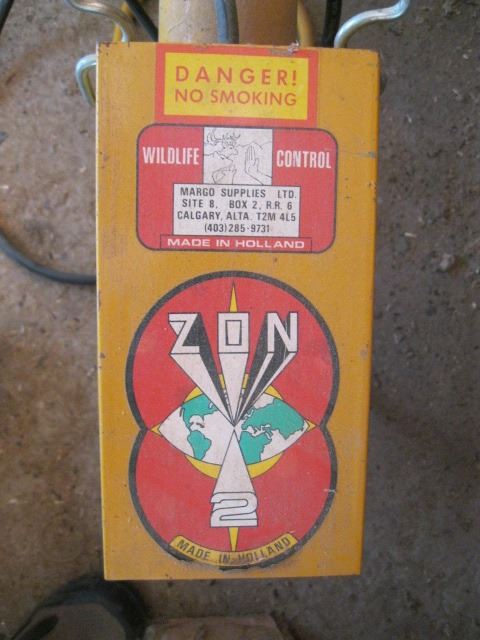 DANGER!
NO SMOKING
WILDLIFE CONTROL
MARGO SUPPLIES LTD.
SITE 8, BOX 2, R.R. 6
CALGARY, ALTA. T2M 4L5
(403)285-9731
MADE IN HOLLAND
ZON
2
MADE IN HOLLAND